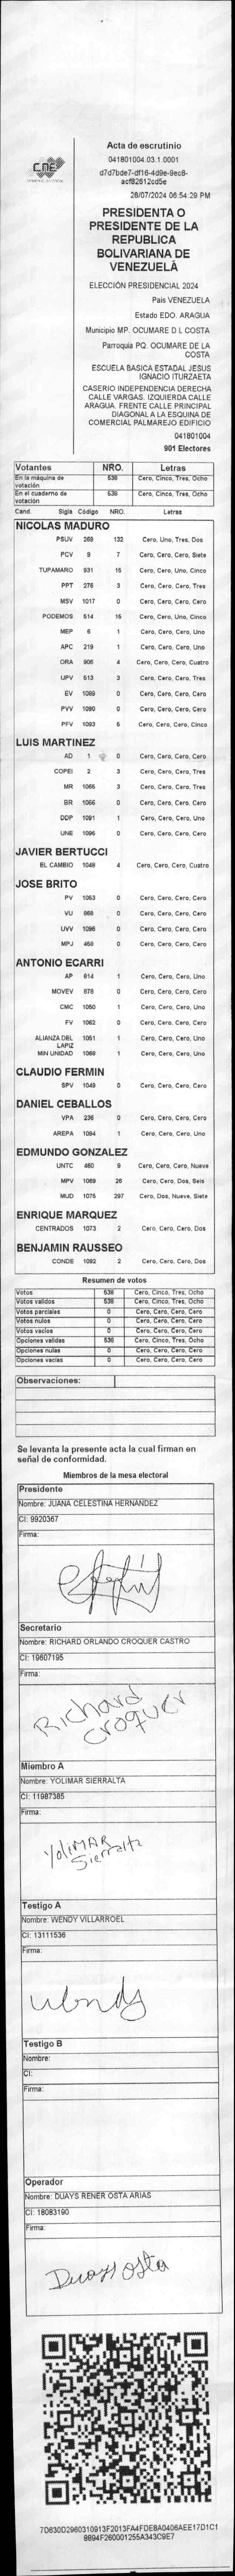 CNE
Acta de escrutinio
041801004.03.1.0001
d7d7bde7-df16-4d9e-9ec8-
acf82612cd5e
28/07/2024 06:54:29 PM
PRESIDENTA O
PRESIDENTE DE LA
REPUBLICA
BOLIVARIANA DE
VENEZUELA
ELECCIÓN PRESIDENCIAL 2024
Pais VENEZUELA
Estado EDO. ARAGUA
Municipio MP. OCUMARE D L COSTA
Parroquia PQ. OCUMARE DE LA
COSTA
ESCUELA BASICA ESTADAL JESUS
IGNACIO ITURZAETA
CASERIO INDEPENDENCIA DERECHA
CALLE VARGAS. IZQUIERDA CALLE
ARAGUA. FRENTE CALLE PRINCIPAL
DIAGONAL A LA ESQUINA DE
COMERCIAL PALMAREJO EDIFICIO
041801004
901 Electores
Votantes NRO. Letras
En la máquina de votación 538 Cero, Cinco, Tres, Ocho
En el cuaderno de votación 538 Cero, Cinco, Tres, Ocho
Cand. Sigla Código NRO. Letras
NICOLAS MADURO
PSUV 269 132 Cero, Uno, Tres, Dos
PCV 9 7 Cero, Cero, Cero, Siete
TUPAMARO 931 15 Cero, Cero, Uno, Cinco
PPT 276 3 Cero, Cero, Cero, Tres
MSV 1017 0 Cero, Cero, Cero, Cero
PODEMOS 514 15 Cero, Cero, Uno, Cinco
MEP 6 1 Cero, Cero, Cero, Uno
APC 219 1 Cero, Cero, Cero, Uno
ORA 906 4 Cero, Cero, Cero, Cuatro
UPV 513 3 Cero, Cero, Cero, Tres
EV 1089 0 Cero, Cero, Cero, Cero
PVV 1090 0 Cero, Cero, Cero, Cero
PFV 1093 5 Cero, Cero, Cero, Cinco
LUIS MARTINEZ
AD 1 0 Cero, Cero, Cero, Cero
COPEI 2 3 Cero, Cero, Cero, Tres
MR 1065 3 Cero, Cero, Cero, Tres
BR 1066 0 Cero, Cero, Cero, Cero
DDP 1091 1 Cero, Cero, Cero, Uno
UNE 1096 0 Cero, Cero, Cero, Cero
JAVIER BERTUCCI
EL CAMBIO 1048 4 Cero, Cero, Cero, Cuatro
JOSE BRITO
PV 1053 0 Cero, Cero, Cero, Cero
VU 868 0 Cero, Cero, Cero, Cero
UVV 1095 0 Cero, Cero, Cero, Cero
MPJ 459 0 Cero, Cero, Cero, Cero
ANTONIO ECARRI
AP 814 1 Cero, Cero, Cero, Uno
MOVEV 878 0 Cero, Cero, Cero, Cero
CMC 1050 1 Cero, Cero, Cero, Uno
FV 1062 0 Cero, Cero, Cero, Cero
ALIANZA DEL LAPIZ 1051 1 Cero, Cero, Cero, Uno
MIN UNIDAD 1068 1 Cero, Cero, Cero, Uno
CLAUDIO FERMIN
SPV 1049 0 Cero, Cero, Cero, Cero
DANIEL CEBALLOS
VPA 236 0 Cero, Cero, Cero, Cero
AREPA 1094 1 Cero, Cero, Cero, Uno
EDMUNDO GONZALEZ
UNTC 460 9 Cero, Cero, Cero, Nueve
MPV 1069 26 Cero, Cero, Dos, Seis
MUD 1075 297 Cero, Dos, Nueve, Siete
ENRIQUE MARQUEZ
CENTRADOS 1073 2 Cero, Cero, Cero, Dos
BENJAMIN RAUSSEO
CONDE 1092 2 Cero, Cero, Cero, Dos
Resumen de votos
Votos 538 Cero, Cinco, Tres, Ocho
Votos validos 538 Cero, Cinco, Tres, Ocho
Votos parciales 0 Cero, Cero, Cero, Cero
Votos nulos 0 Cero, Cero, Cero, Cero
Votos vacios 0 Cero, Cero, Cero, Cero
Opciones validas 538 Cero, Cinco, Tres, Ocho
Opciones nulas 0 Cero, Cero, Cero, Cero
Opciones vacias 0 Cero, Cero, Cero, Cero
Observaciones:
Se levanta la presente acta la cual firman en
señal de conformidad.
Miembros de la mesa electoral
Presidente
Nombre: JUANA CELESTINA HERNANDEZ
CI: 9920367
Firma:
Secretario
Nombre: RICHARD ORLANDO CROQUER CASTRO
CI: 19607195
Firma:
Richard
Croquer
Miembro A
Nombre: YOLIMAR SIERRALTA
CI: 11987385
Firma:
YoliMAR
Sierralta
Testigo A
Nombre: WENDY VILLARROEL
CI: 13111536
Firma:
Wendy
Testigo B
Nombre:
CI:
Firma:
Operador
Nombre: DUAYS RENER OSTA ARIAS
CI: 18083190
Firma:
Duays Osta
7D630D2960310913F2013FA4FDE8A0406AEE17D1C1
8894F260001255A343C9E7